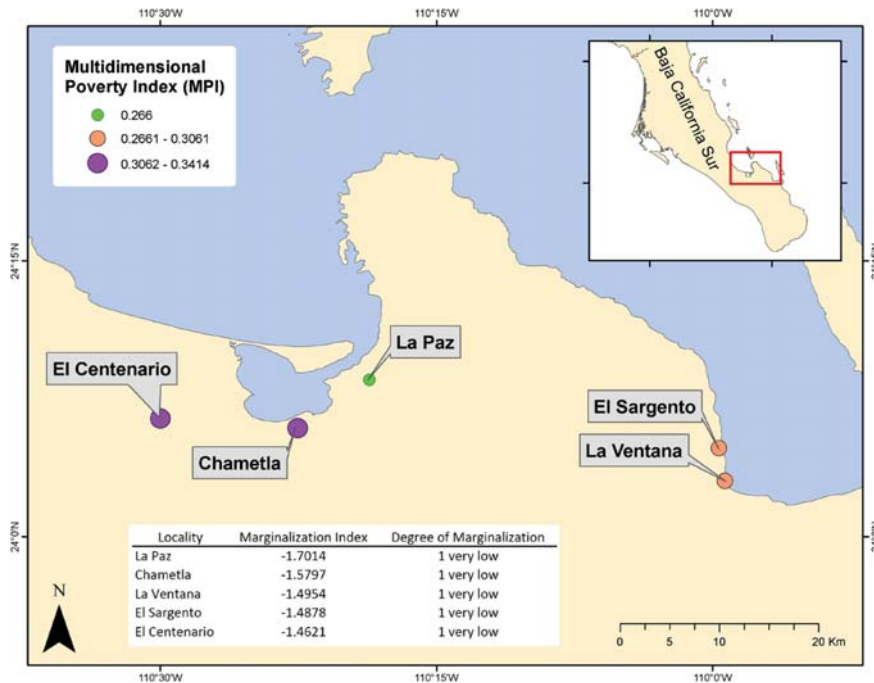 110°30'W 110°15'W 110°0'W
Multidimensional
Poverty Index (MPI)
0.266
0.2661 - 0.3061
0.3062 - 0.3414
Baja California Sur
24°15'N 24°15'N
La Paz
El Centenario
El Sargento
Chametla
La Ventana
24°0'N 24°0'N
Locality Marginalization Index Degree of Marginalization
La Paz -1.7014 1 very low
Chametla -1.5797 1 very low
La Ventana -1.4954 1 very low
El Sargento -1.4878 1 very low
El Centenario -1.4621 1 very low
N
0 5 10 20 Km
110°30'W 110°15'W 110°0'W